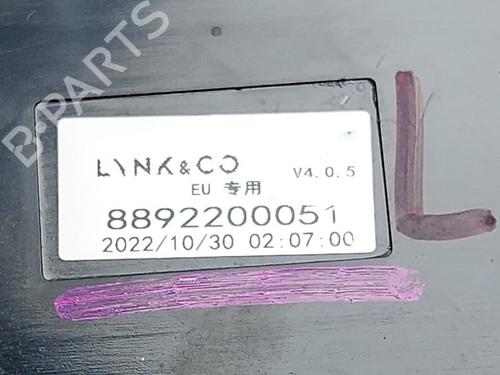 B-PARTS
LYNK&CO
EU 专用
V4.0.5
8892200051
2022/10/30 02:07:00
L